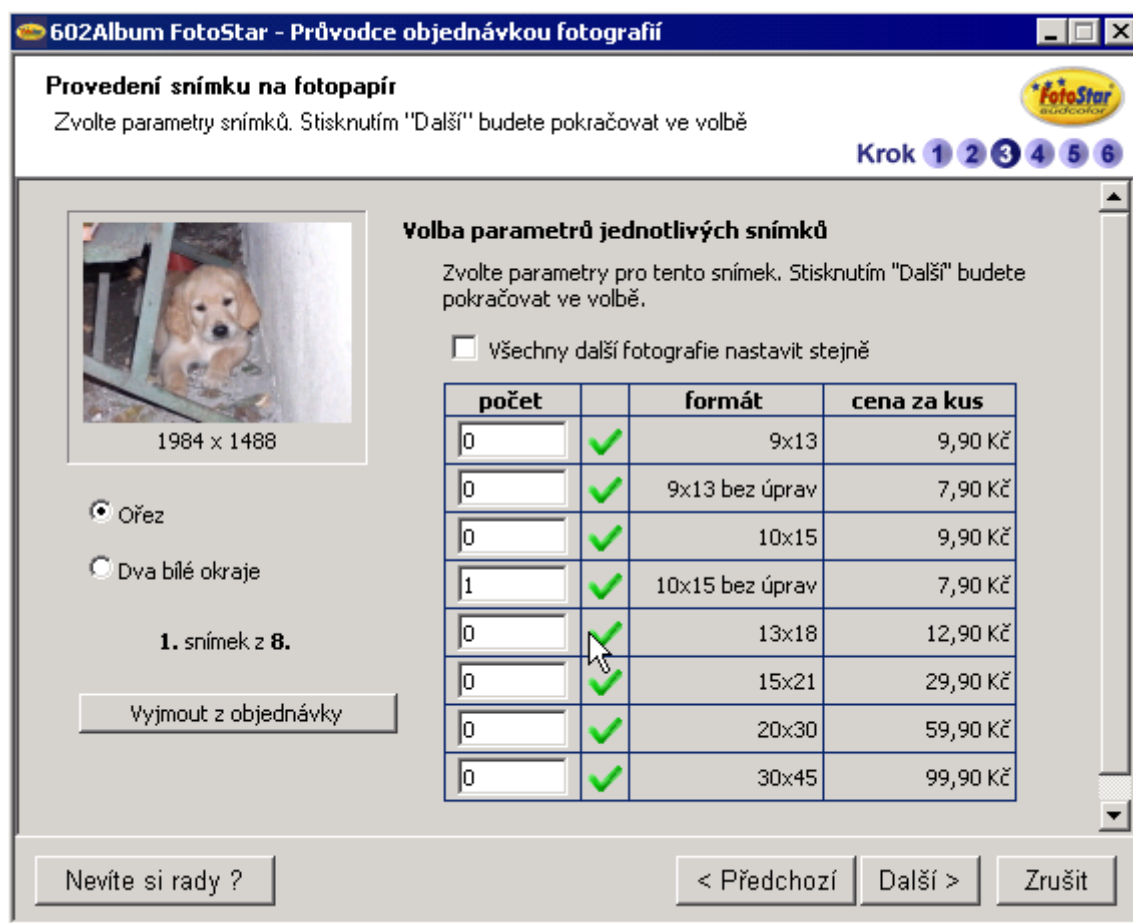 602Album FotoStar - Průvodce objednávkou fotografií
Provedení snímku na fotopapír
Zvolte parametry snímků. Stisknutím "Další" budete pokračovat ve volbě
FotoStar
südcolor
Krok 1 2 3 4 5 6
1984 x 1488
Ořez
Dva bílé okraje
1. snímek z 8.
Vyjmout z objednávky
Volba parametrů jednotlivých snímků
Zvolte parametry pro tento snímek. Stisknutím "Další" budete
pokračovat ve volbě.
Všechny další fotografie nastavit stejně
počet formát cena za kus
0 9x13 9,90 Kč
0 9x13 bez úprav 7,90 Kč
0 10x15 9,90 Kč
1 10x15 bez úprav 7,90 Kč
0 13x18 12,90 Kč
0 15x21 29,90 Kč
0 20x30 59,90 Kč
0 30x45 99,90 Kč
Nevíte si rady ? < Předchozí Další > Zrušit